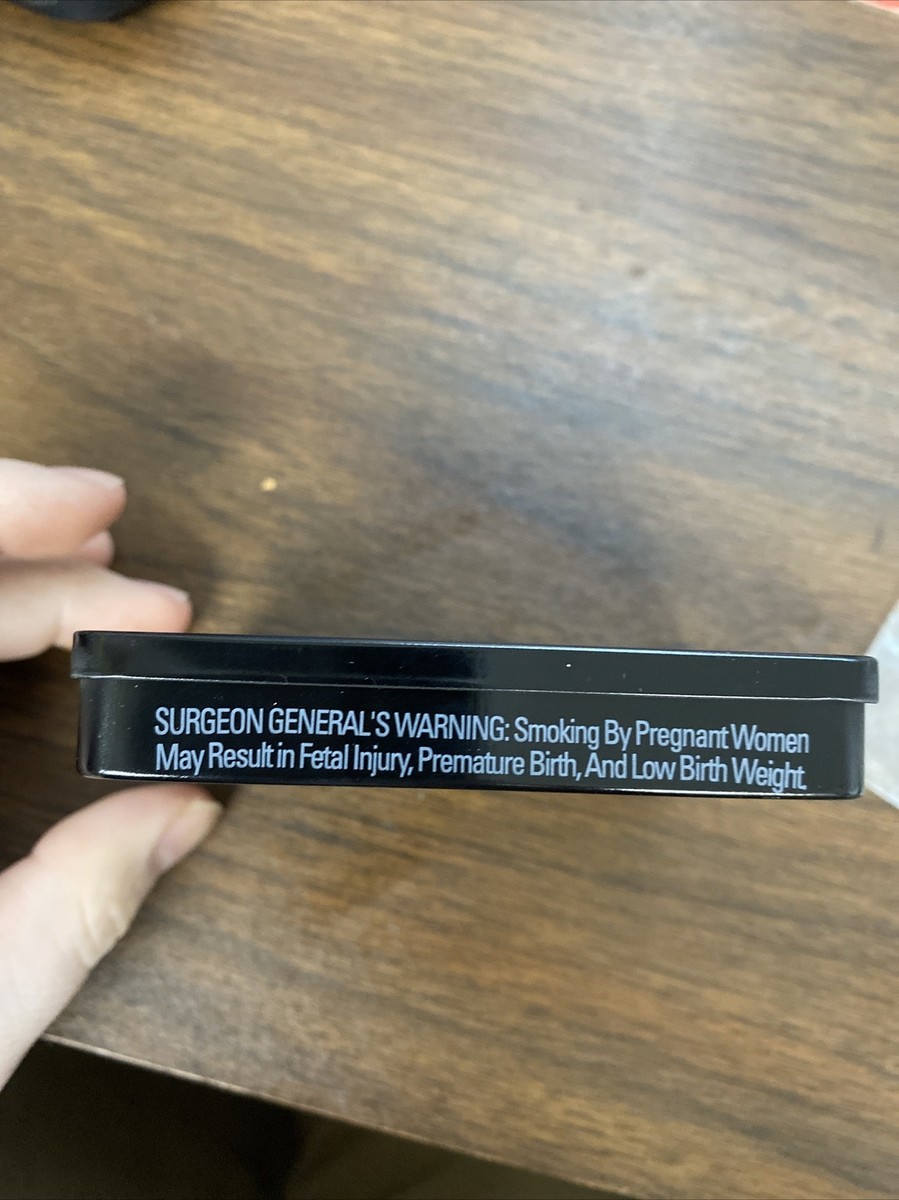 SURGEON GENERAL'S WARNING: Smoking By Pregnant Women
May Result in Fetal Injury, Premature Birth, And Low Birth Weight.